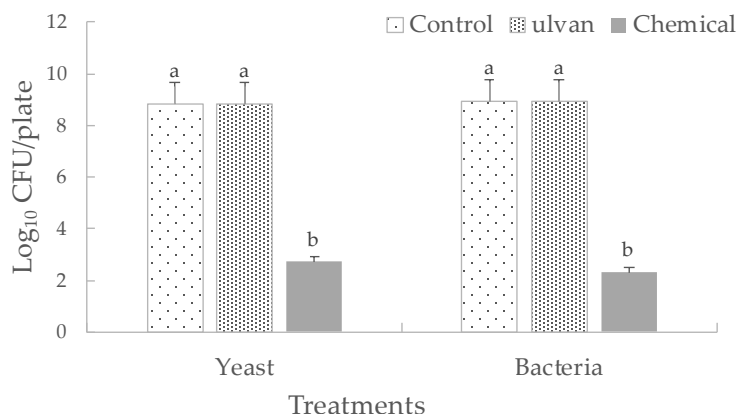 12
10
8
6
4
2
0
Log10 CFU/plate
Control ulvan Chemical
a a b
a a b
Yeast Bacteria
Treatments